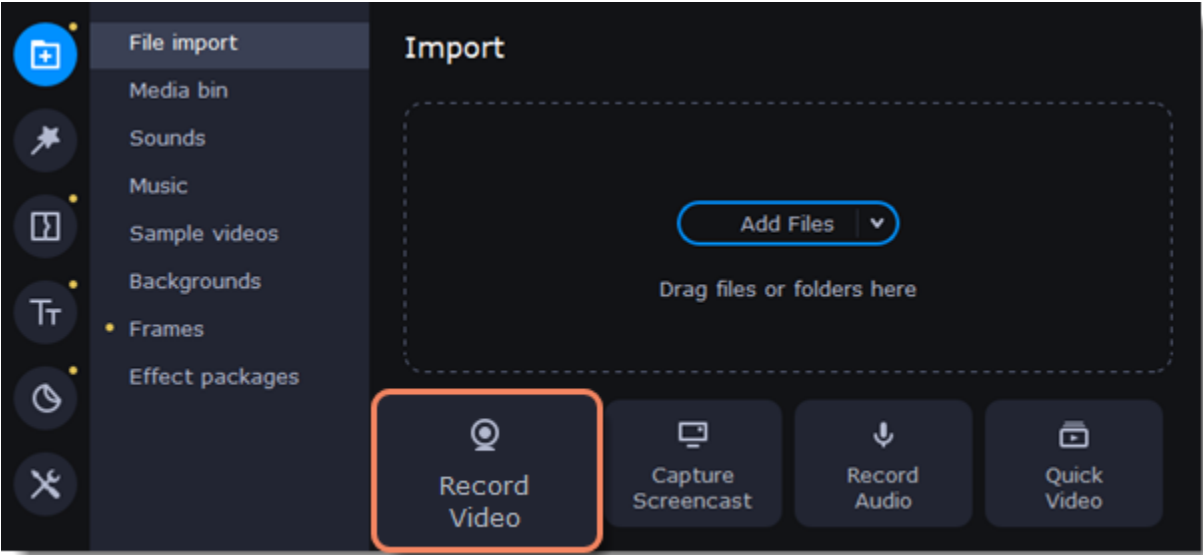 File import
Media bin
Sounds
Music
Sample videos
Backgrounds
Frames
Effect packages
Import
Add Files
Drag files or folders here
Record
Video
Capture
Screencast
Record
Audio
Quick
Video
TT